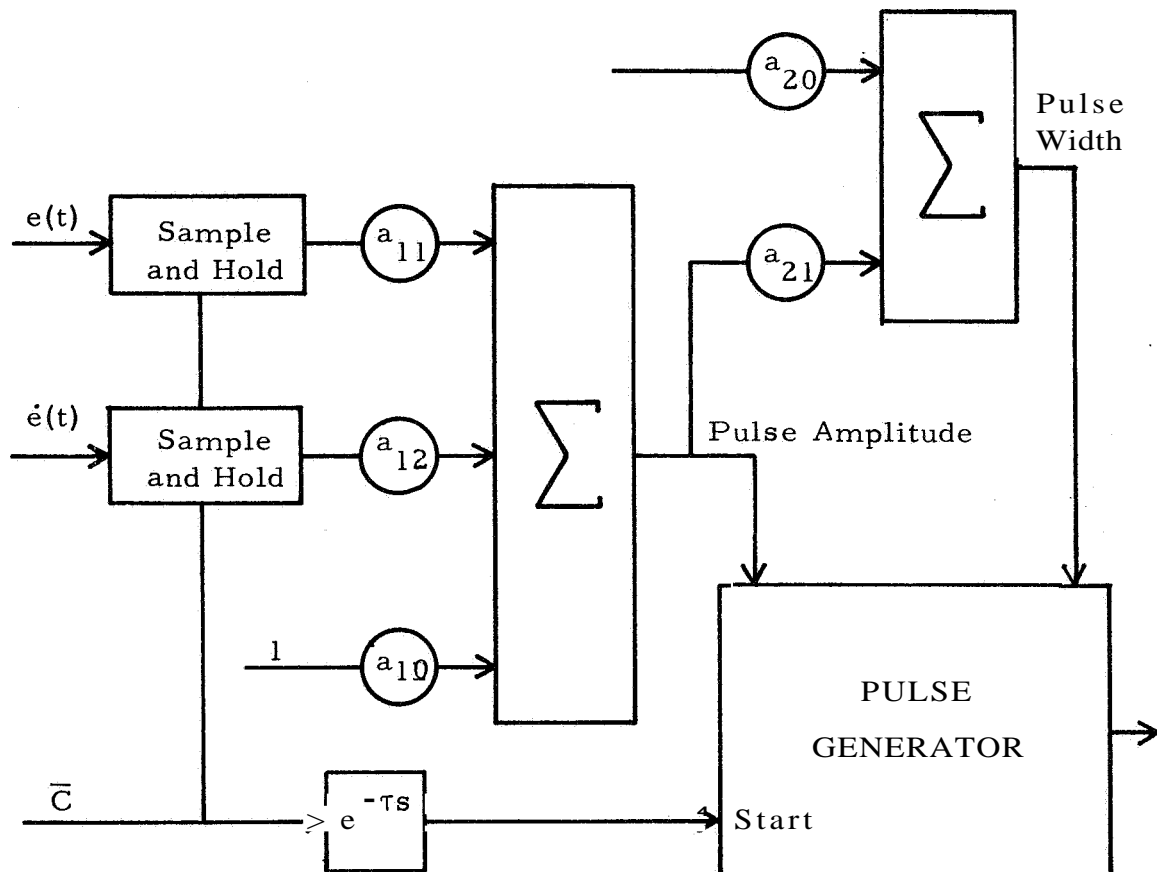 a20
Pulse
Width
e(t)
Sample
and Hold
a11
Σ
a21
ė(t)
Sample
and Hold
a12
Σ
Pulse Amplitude
1
a10
PULSE
GENERATOR
C̅
e^-τs
Start